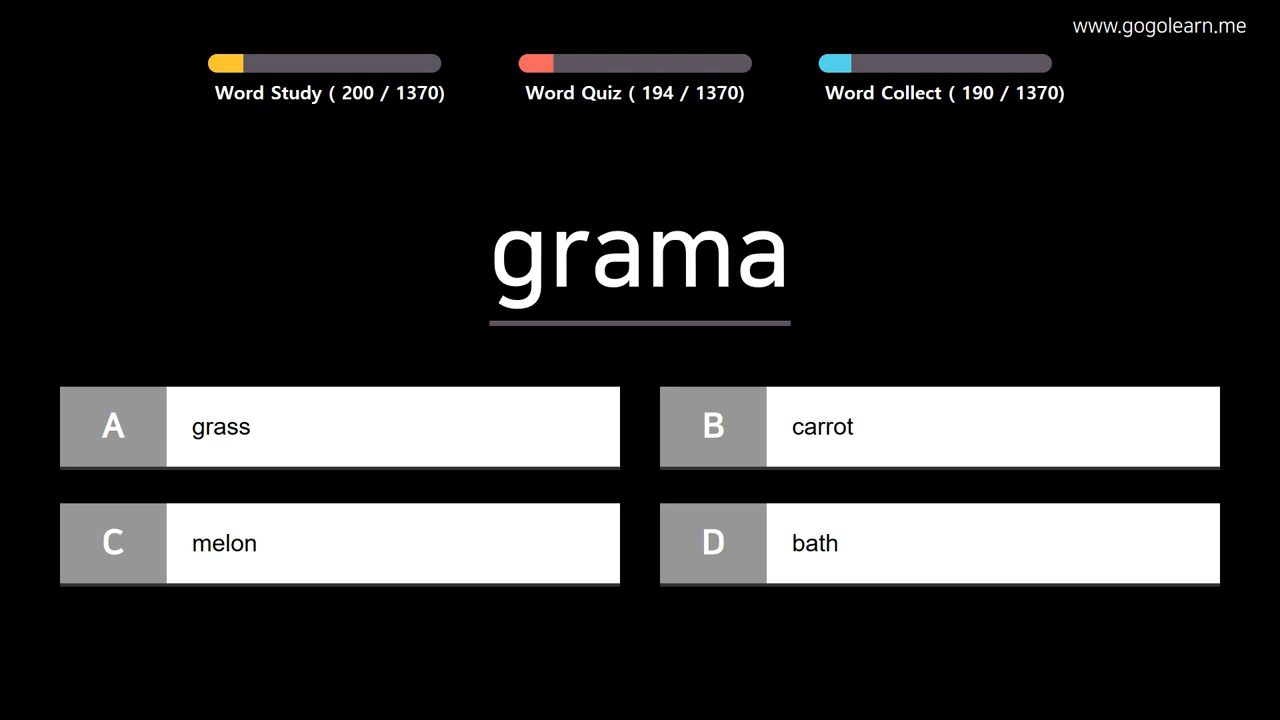 www.gogolearn.me
Word Study ( 200 / 1370)
Word Quiz ( 194 / 1370)
Word Collect ( 190 / 1370)
grama
A grass
B carrot
C melon
D bath